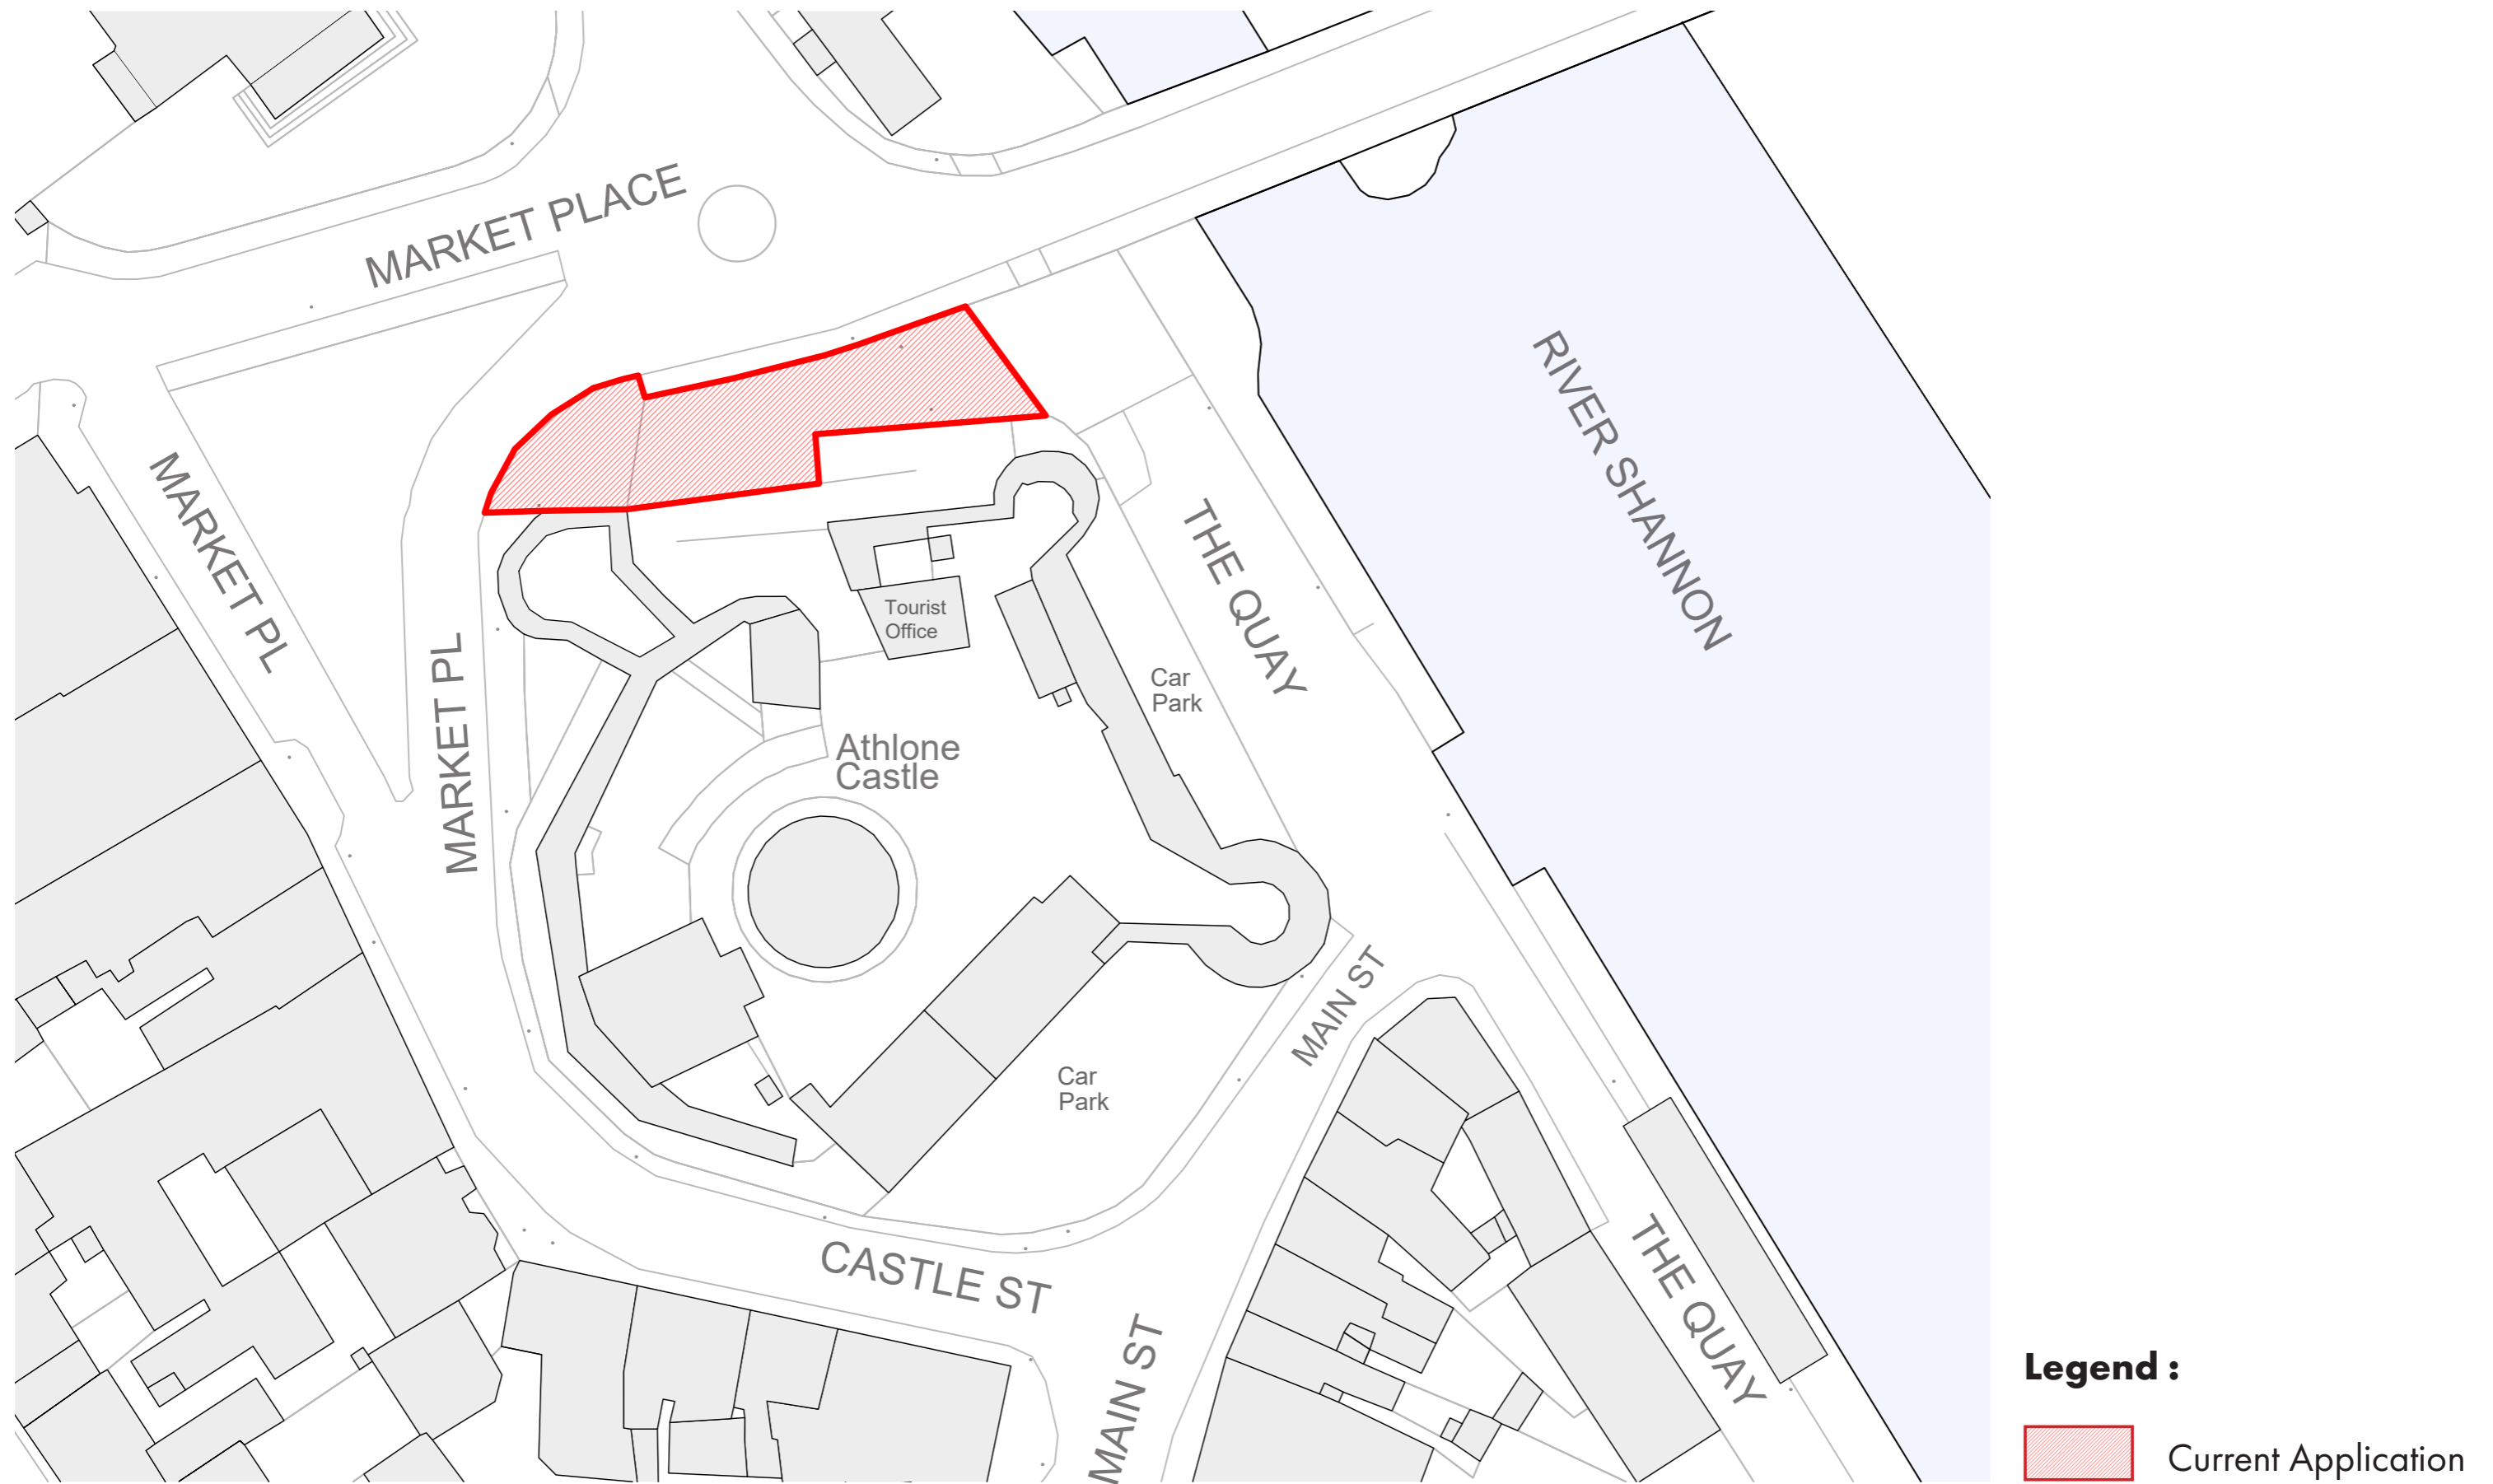 MARKET PLACE
RIVER SHANNON
MARKET PL
THE QUAY
Tourist
Office
MARKET PL
Car
Park
Athlone
Castle
MAIN ST
Car
Park
CASTLE ST
THE QUAY
MAIN ST
Legend :
Current Application